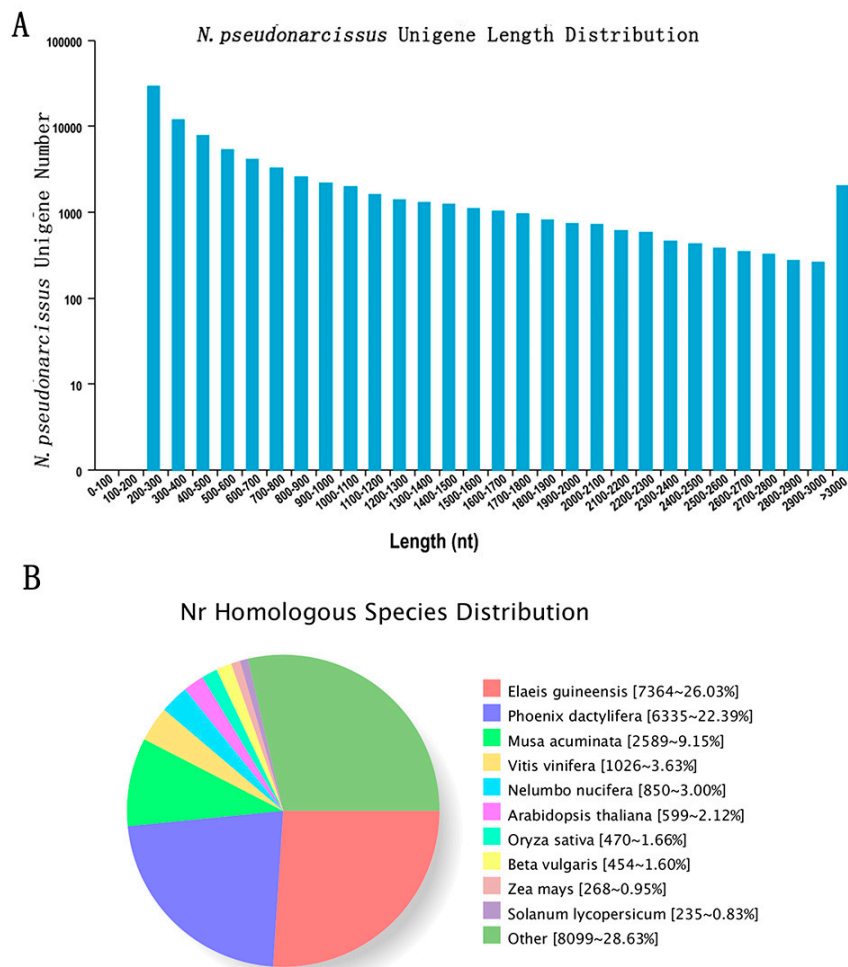 A
N.pseudonarcissus Unigene Length Distribution
N.pseudonarcissus Unigene Number
100000
10000
1000
100
10
0
0-100
100-200
200-300
300-400
400-500
500-600
600-700
700-800
800-900
900-1000
1000-1100
1100-1200
1200-1300
1300-1400
1400-1500
1500-1600
1600-1700
1700-1800
1800-1900
1900-2000
2000-2100
2100-2200
2200-2300
2300-2400
2400-2500
2500-2600
2600-2700
2700-2800
2800-2900
2900-3000
>3000
Length (nt)
B
Nr Homologous Species Distribution
Elaeis guineensis [7364~26.03%]
Phoenix dactylifera [6335~22.39%]
Musa acuminata [2589~9.15%]
Vitis vinifera [1026~3.63%]
Nelumbo nucifera [850~3.00%]
Arabidopsis thaliana [599~2.12%]
Oryza sativa [470~1.66%]
Beta vulgaris [454~1.60%]
Zea mays [268~0.95%]
Solanum lycopersicum [235~0.83%]
Other [8099~28.63%]